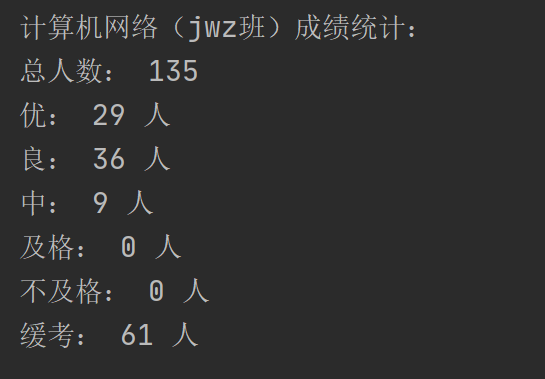 计算机网络（jwz班）成绩统计：
总人数： 135
优： 29 人
良： 36 人
中： 9 人
及格： 0 人
不及格： 0 人
缓考： 61 人